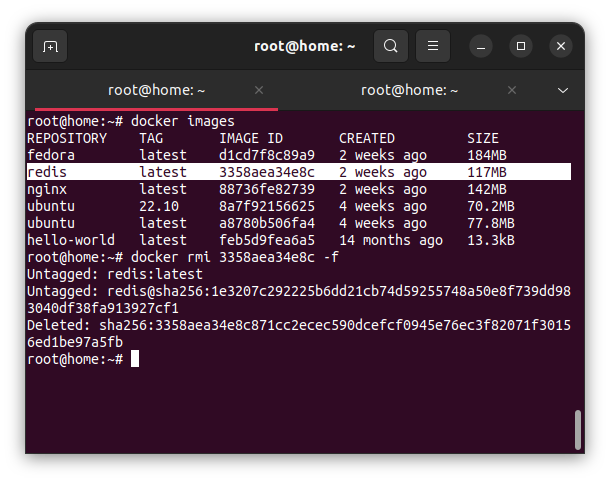 root@home: ~
root@home: ~
root@home: ~
root@home:~# docker images
REPOSITORY TAG IMAGE ID CREATED SIZE
fedora latest d1cd7f8c89a9 2 weeks ago 184MB
redis latest 3358aea34e8c 2 weeks ago 117MB
nginx latest 88736fe82739 2 weeks ago 142MB
ubuntu 22.10 8a7f92156625 4 weeks ago 70.2MB
ubuntu latest a8780b506fa4 4 weeks ago 77.8MB
hello-world latest feb5d9fea6a5 14 months ago 13.3kB
root@home:~# docker rmi 3358aea34e8c -f
Untagged: redis:latest
Untagged: redis@sha256:1e3207c292225b6dd21cb74d59255748a50e8f739dd98
3040df38fa913927cf1
Deleted: sha256:3358aea34e8c871cc2ecec590dcefcf0945e76ec3f82071f3015
6ed1be97a5fb
root@home:~#